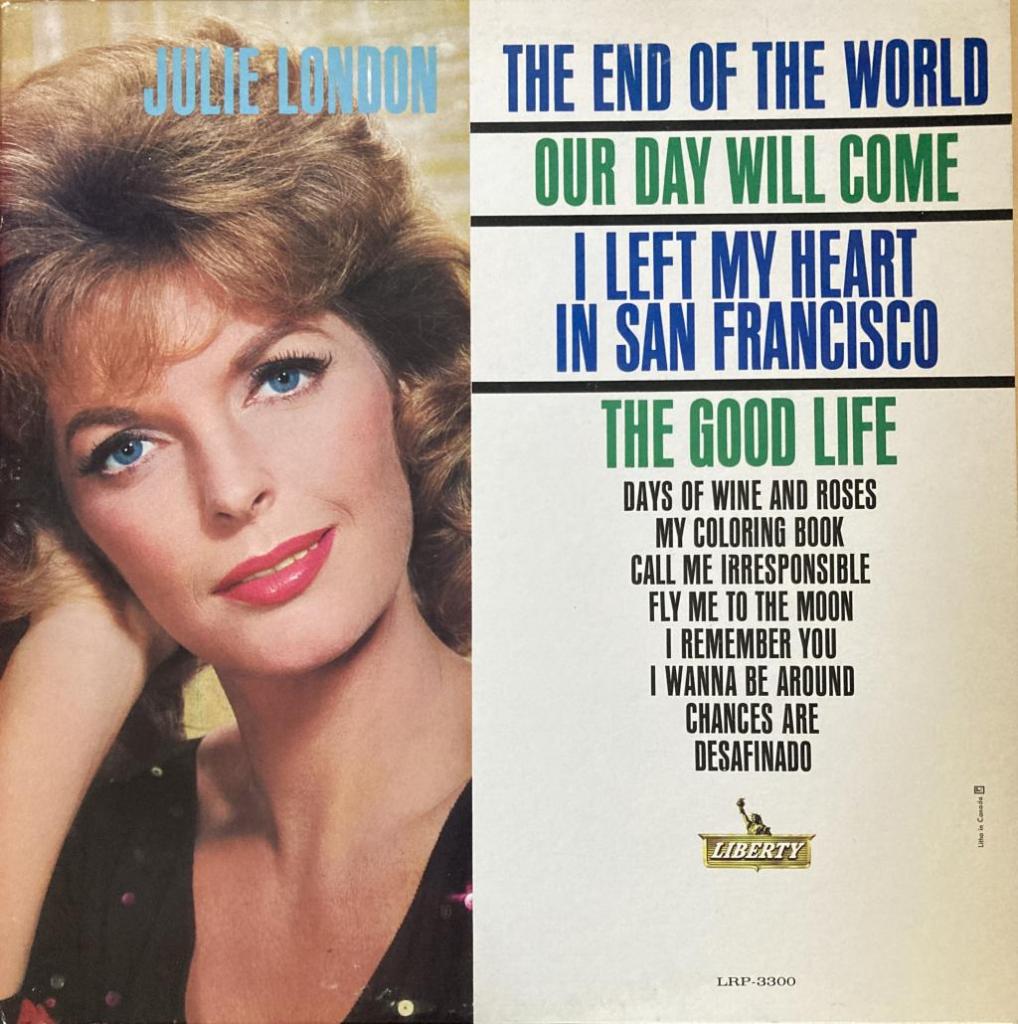 JULIE LONDON
THE END OF THE WORLD
OUR DAY WILL COME
I LEFT MY HEART
IN SAN FRANCISCO
THE GOOD LIFE
DAYS OF WINE AND ROSES
MY COLORING BOOK
CALL ME IRRESPONSIBLE
FLY ME TO THE MOON
I REMEMBER YOU
I WANNA BE AROUND
CHANCES ARE
DESAFINADO
LIBERTY
Litho in Canada
LRP-3300